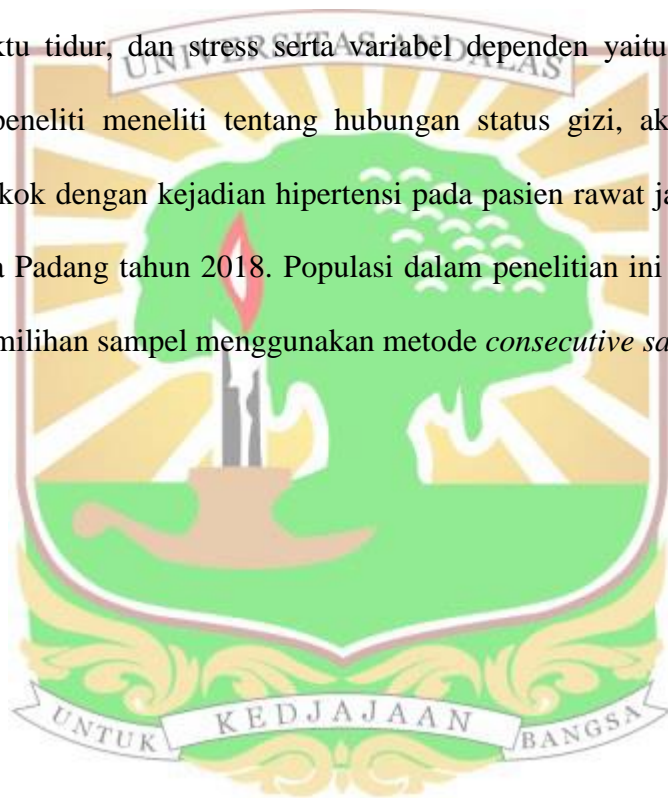 ktu tidur, dan stress serta variabel dependen yaitu
UNIVERSITAS ANDALAS
peneliti meneliti tentang hubungan status gizi, ak
kok dengan kejadian hipertensi pada pasien rawat ja
a Padang tahun 2018. Populasi dalam penelitian ini
milihan sampel menggunakan metode consecutive sa
UNTUK KEDJAJAAN BANGSA